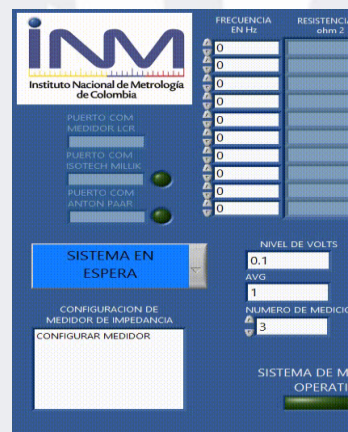 INM
Instituto Nacional de Metrología
de Colombia
PUERTO COM
MEDIDOR LCR
PUERTO COM
ISOTECH MILLIK
PUERTO COM
ANTON PAAR
SISTEMA EN
ESPERA
CONFIGURACION DE
MEDIDOR DE IMPEDANCIA
CONFIGURAR MEDIDOR
FRECUENCIA
EN Hz
0
0
0
0
0
0
0
0
0
0
RESISTENCIA
ohm 2
NIVEL DE VOLTS
0.1
AVG
1
NUMERO DE MEDICIO
3
SISTEMA DE M
OPERATI